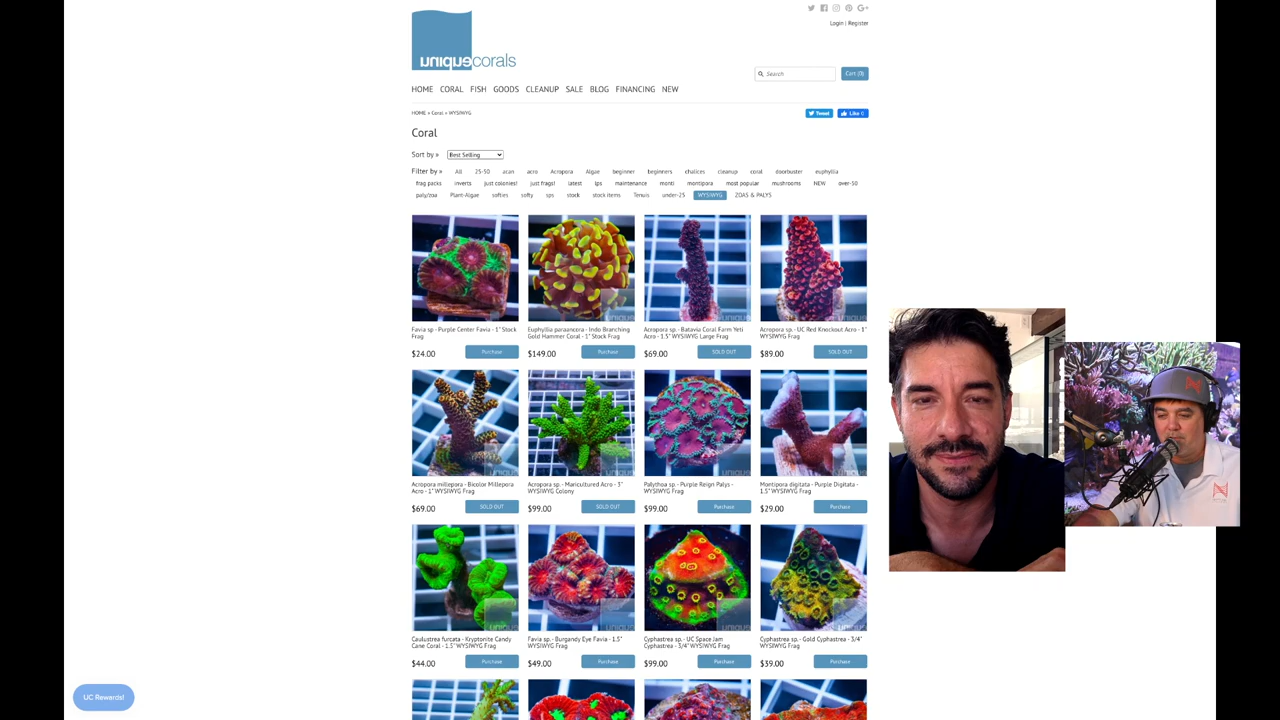 Login | Register
uniquecorals
Search
Cart (0)
HOME CORAL FISH GOODS CLEANUP SALE BLOG FINANCING NEW
HOME » Coral » WYSIWYG
Tweet
Like 0
Coral
Sort by » Best Selling
Filter by » All 25-50 acan acro Acropora Algae beginner beginners chalices cleanup coral doorbuster euphyllia
frag packs inverts just colonies! just frags! latest lps maintenance monti montipora most popular mushrooms NEW over-50
paly/zoa Plant-Algae softies softy sps stock stock items Tenuis under-25 WYSIWYG ZOAS & PALYS
Favia sp - Purple Center Favia - 1" Stock
Frag
$24.00 Purchase
Euphyllia paraancora - Indo Branching
Gold Hammer Coral - 1" Stock Frag
$149.00 Purchase
Acropora sp. - Batavia Coral Farm Yeti
Acro - 1.5" WYSIWYG Large Frag
$69.00 SOLD OUT
Acropora sp. - UC Red Knockout Acro - 1"
WYSIWYG Frag
$89.00 SOLD OUT
Acropora millepora - Bicolor Millepora
Acro - 1" WYSIWYG Frag
$69.00 SOLD OUT
Acropora sp. - Maricultured Acro - 3"
WYSIWYG Colony
$99.00 SOLD OUT
Palythoa sp. - Purple Reign Palys -
WYSIWYG Frag
$99.00 Purchase
Montipora digitata - Purple Digitata -
1.5" WYSIWYG Frag
$29.00 Purchase
Caulastrea furcata - Kryptonite Candy
Cane Coral - 1.5" WYSIWYG Frag
$44.00 Purchase
Favia sp. - Burgandy Eye Favia - 1.5"
WYSIWYG Frag
$49.00 Purchase
Cyphastrea sp. - UC Space Jam
Cyphastrea - 3/4" WYSIWYG Frag
$99.00 Purchase
Cyphastrea sp. - Gold Cyphastrea - 3/4"
WYSIWYG Frag
$39.00 Purchase
UC Rewards!